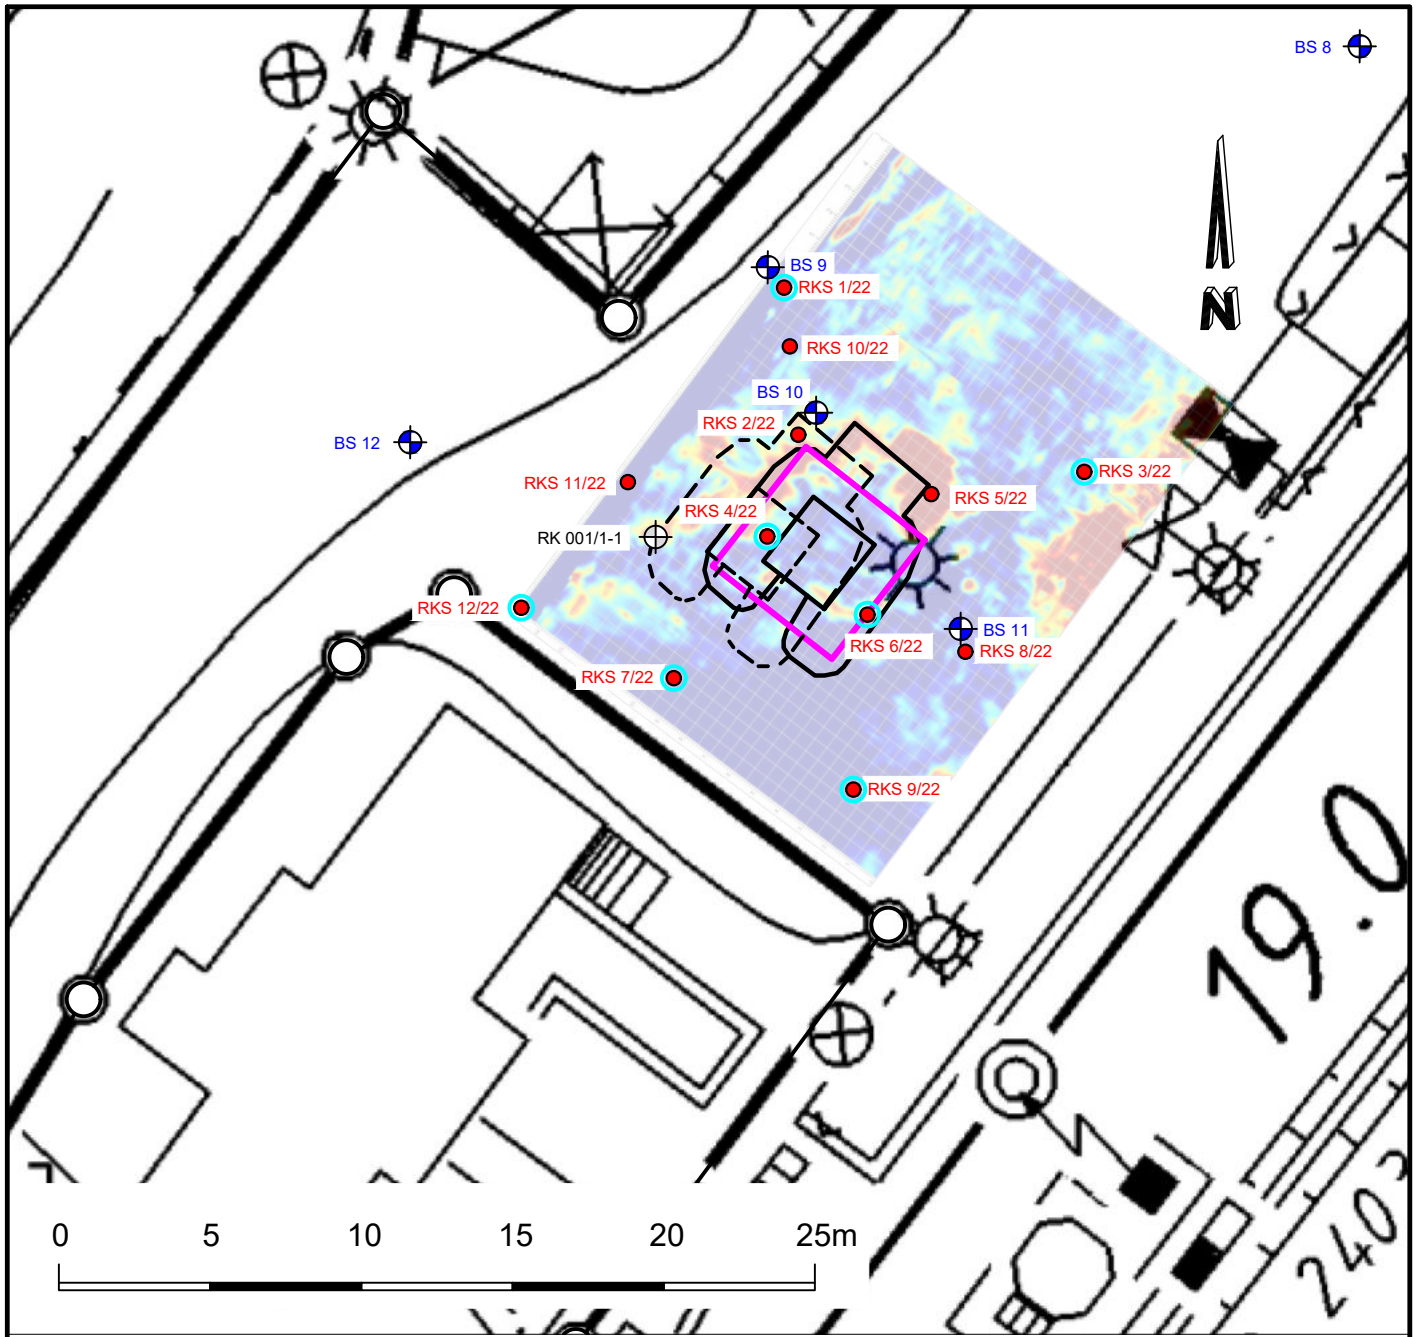 BS 8
BS 9
RKS 1/22
N
RKS 10/22
BS 10
RKS 2/22
BS 12
RKS 3/22
RKS 11/22
RKS 5/22
RKS 4/22
RK 001/1-1
RKS 12/22
BS 11
RKS 6/22
RKS 8/22
RKS 7/22
RKS 9/22
19.0
240
0 5 10 15 20 25m